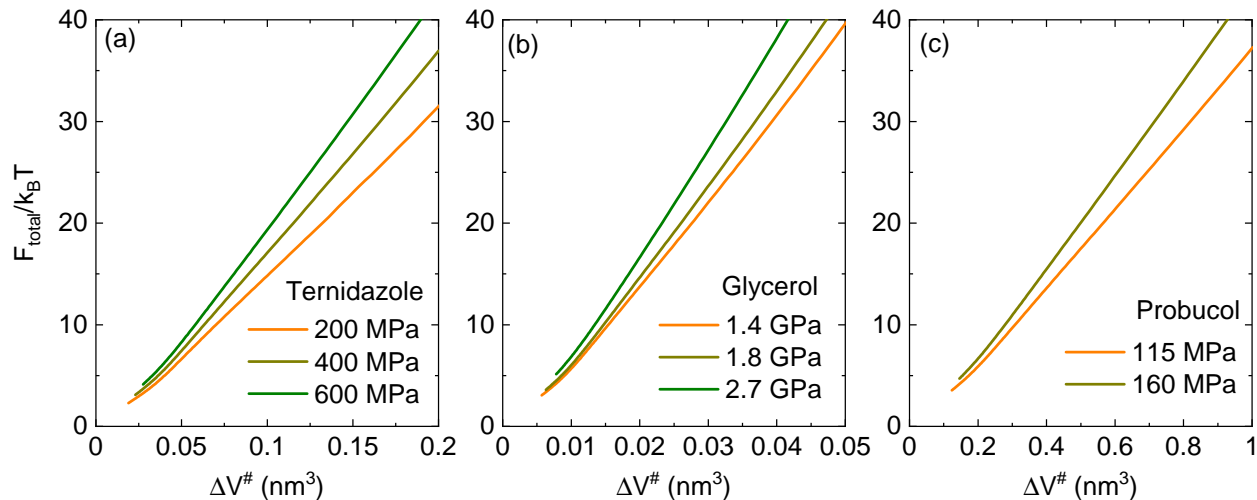 (a)
(b)
(c)
F_total/k_BT
40
30
20
10
0
Ternidazole
200 MPa
400 MPa
600 MPa
0
0.05
0.1
0.15
0.2
ΔV^# (nm³)
40
30
20
10
0
Glycerol
1.4 GPa
1.8 GPa
2.7 GPa
0
0.01
0.02
0.03
0.04
0.05
ΔV^# (nm³)
40
30
20
10
0
Probucol
115 MPa
160 MPa
0
0.2
0.4
0.6
0.8
1
ΔV^# (nm³)